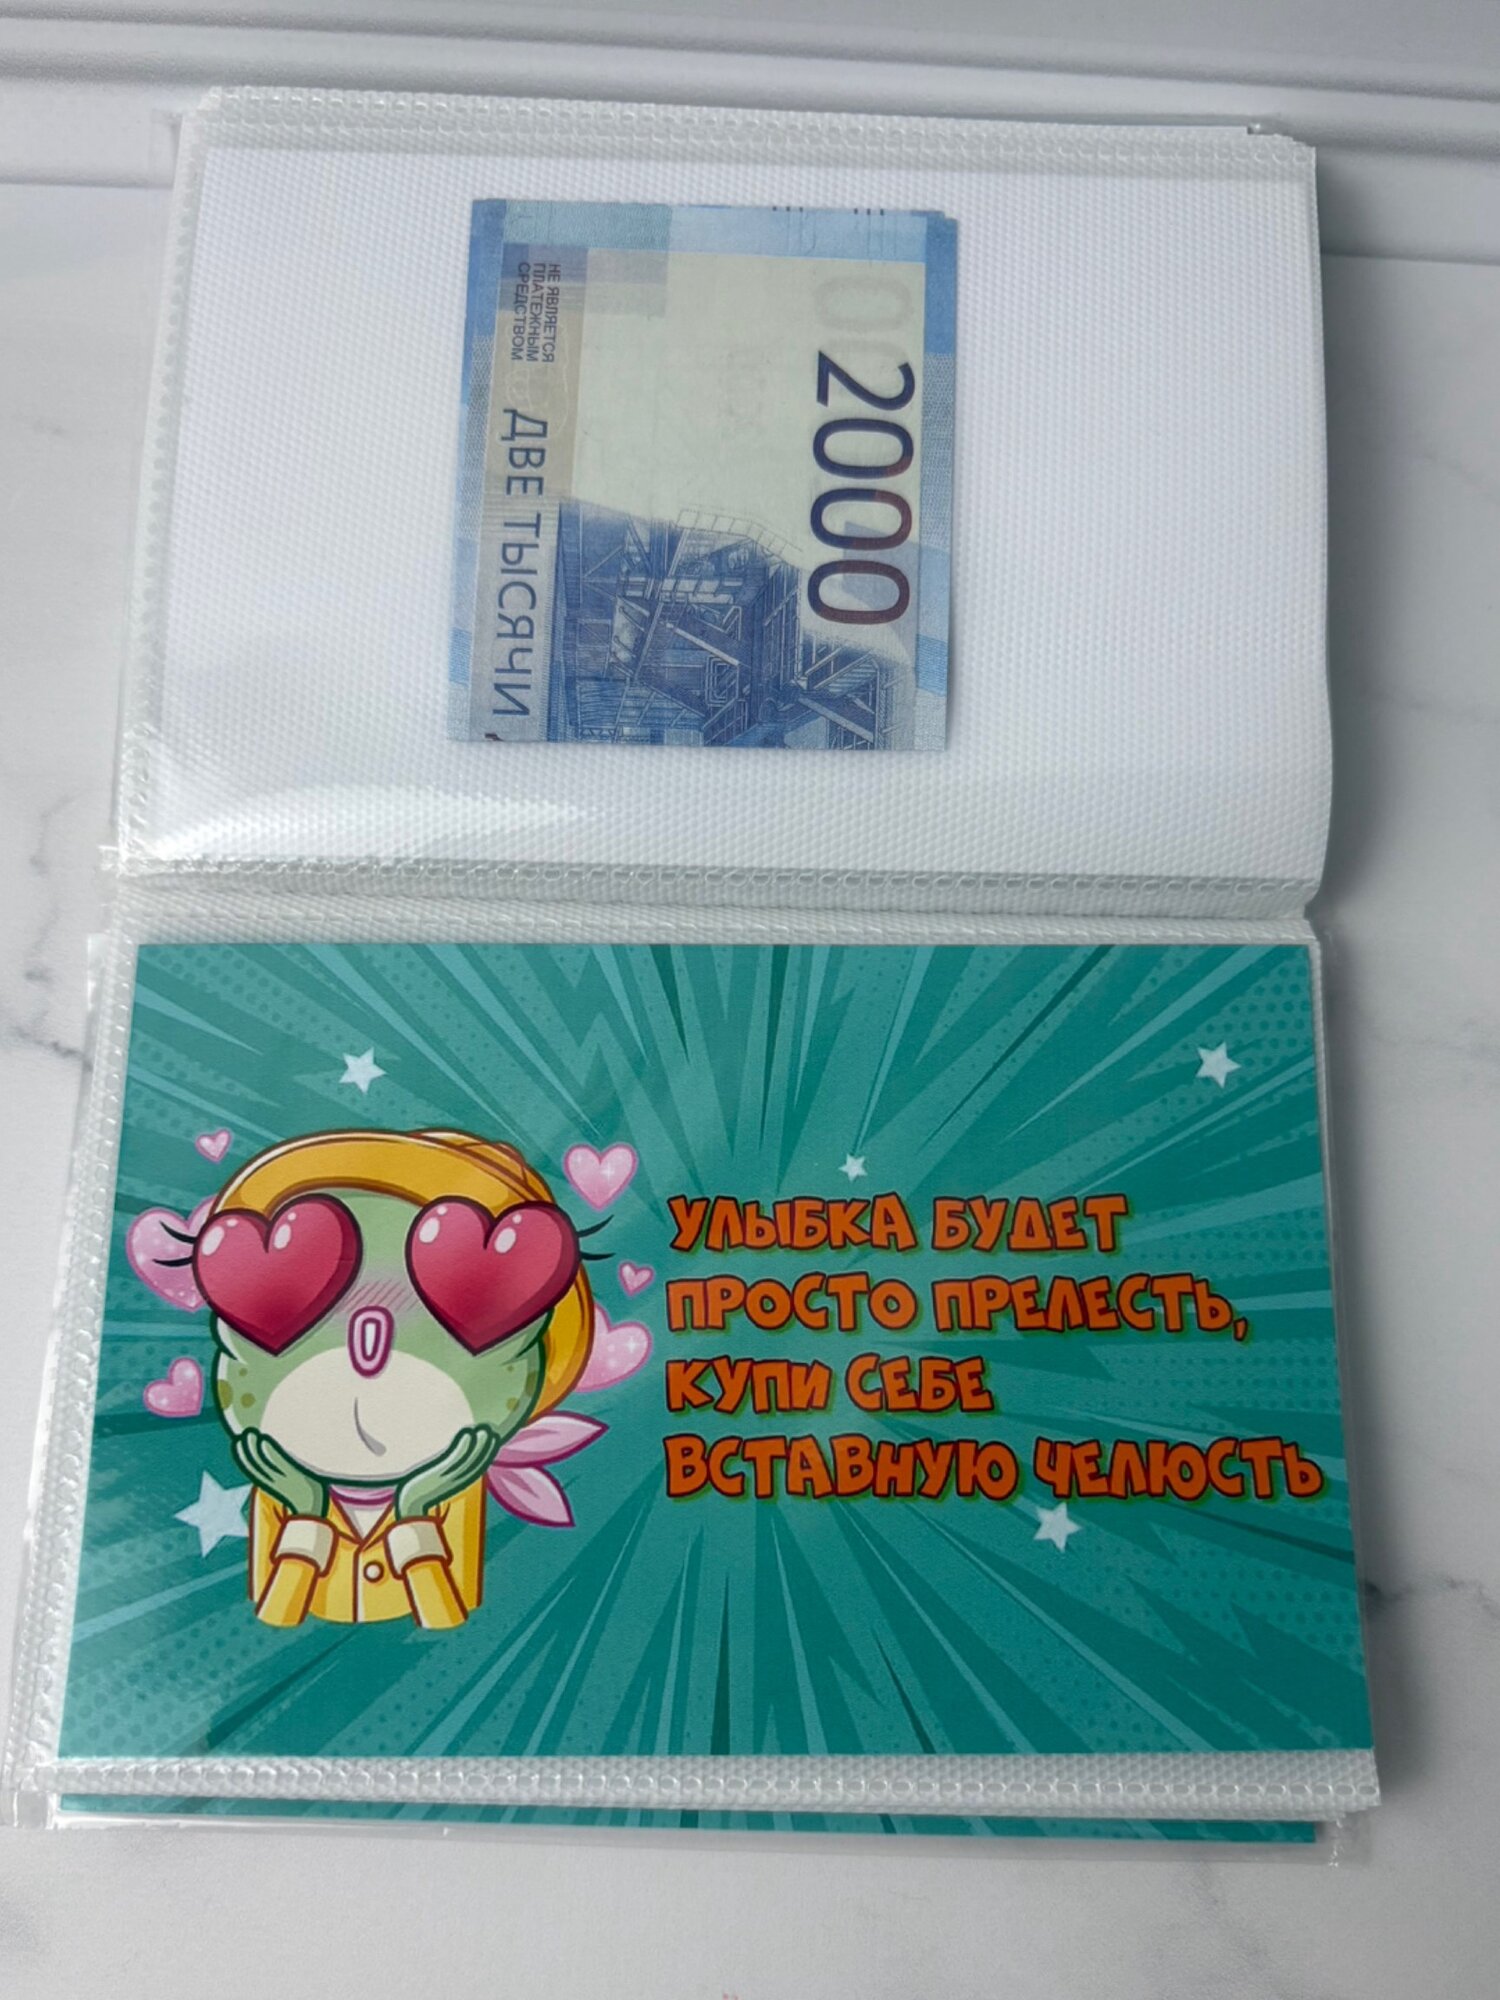 НЕ ЯВЛЯЕТСЯ
ПЛАТЕЖНЫМ
СРЕДСТВОМ
ДВЕ ТЫСЯЧИ
2000
УЛЫБКА БУДЕТ
ПРОСТО ПРЕЛЕСТЬ,
КУПИ СЕБЕ
ВСТАВНУЮ ЧЕЛЮСТЬ